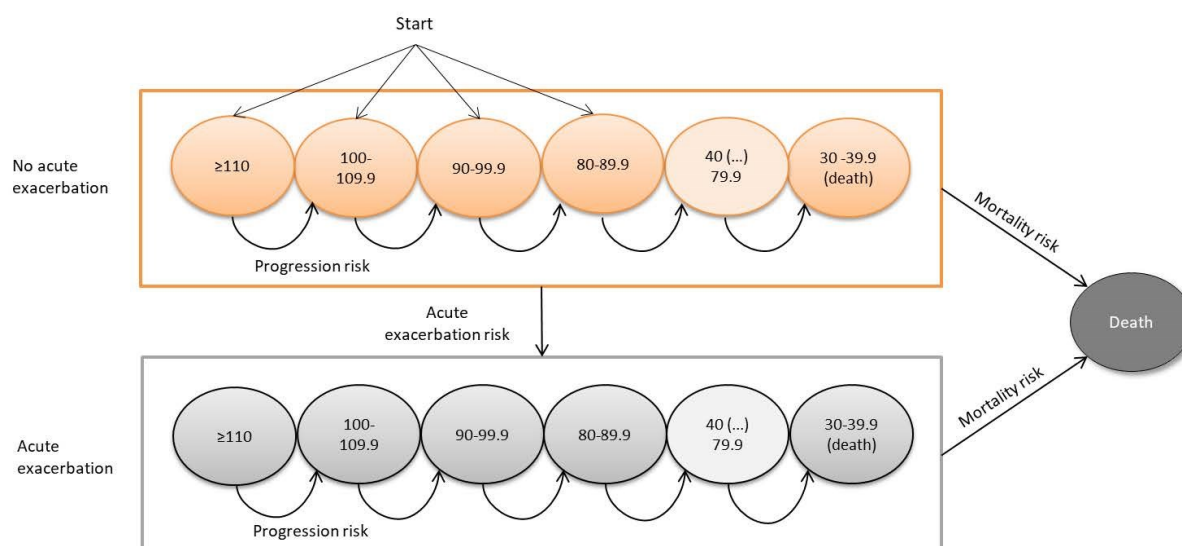 Start
No acute
exacerbation
≥110
100-
109.9
90-99.9
80-89.9
40 (...)
79.9
30 -39.9
(death)
Progression risk
Mortality risk
Acute
exacerbation risk
Death
Mortality risk
Acute
exacerbation
≥110
100-
109.9
90-99.9
80-89.9
40 (...)
79.9
30-39.9
(death)
Progression risk